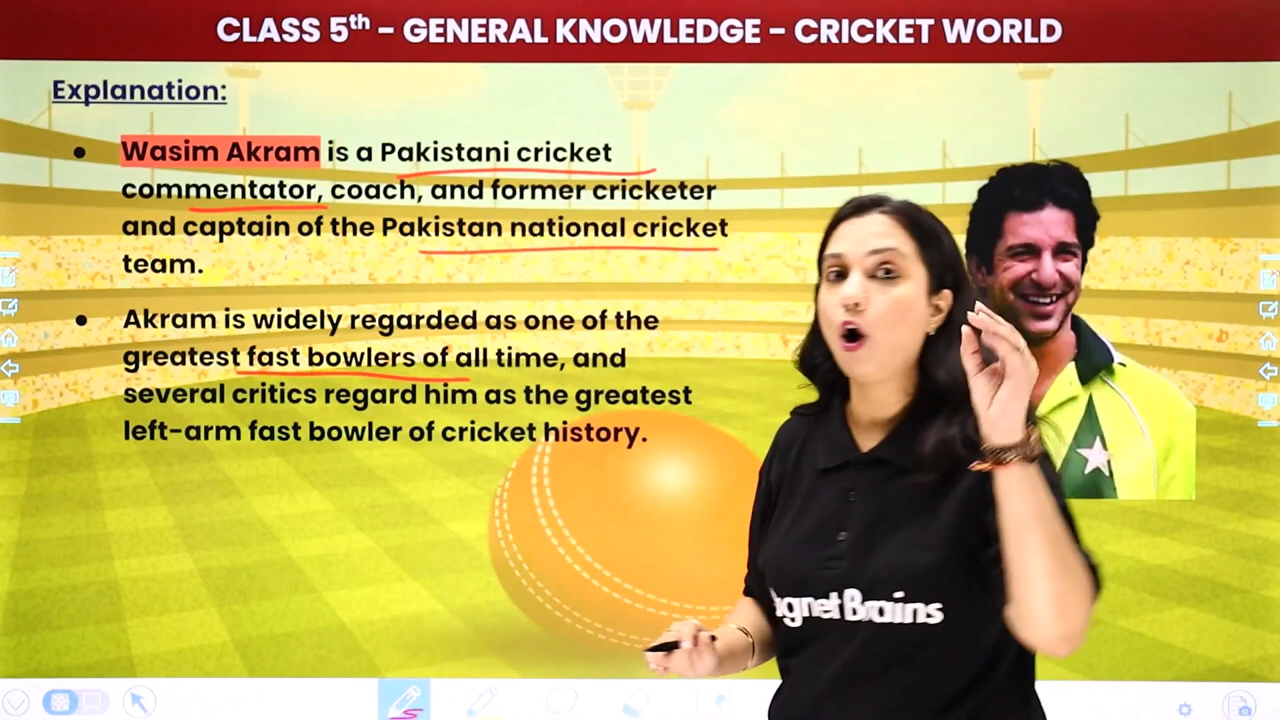 CLASS 5th - GENERAL KNOWLEDGE - CRICKET WORLD
Explanation:
• Wasim Akram is a Pakistani cricket
commentator, coach, and former cricketer
and captain of the Pakistan national cricket
team.
• Akram is widely regarded as one of the
greatest fast bowlers of all time, and
several critics regard him as the greatest
left-arm fast bowler of cricket history.
gnet Brains